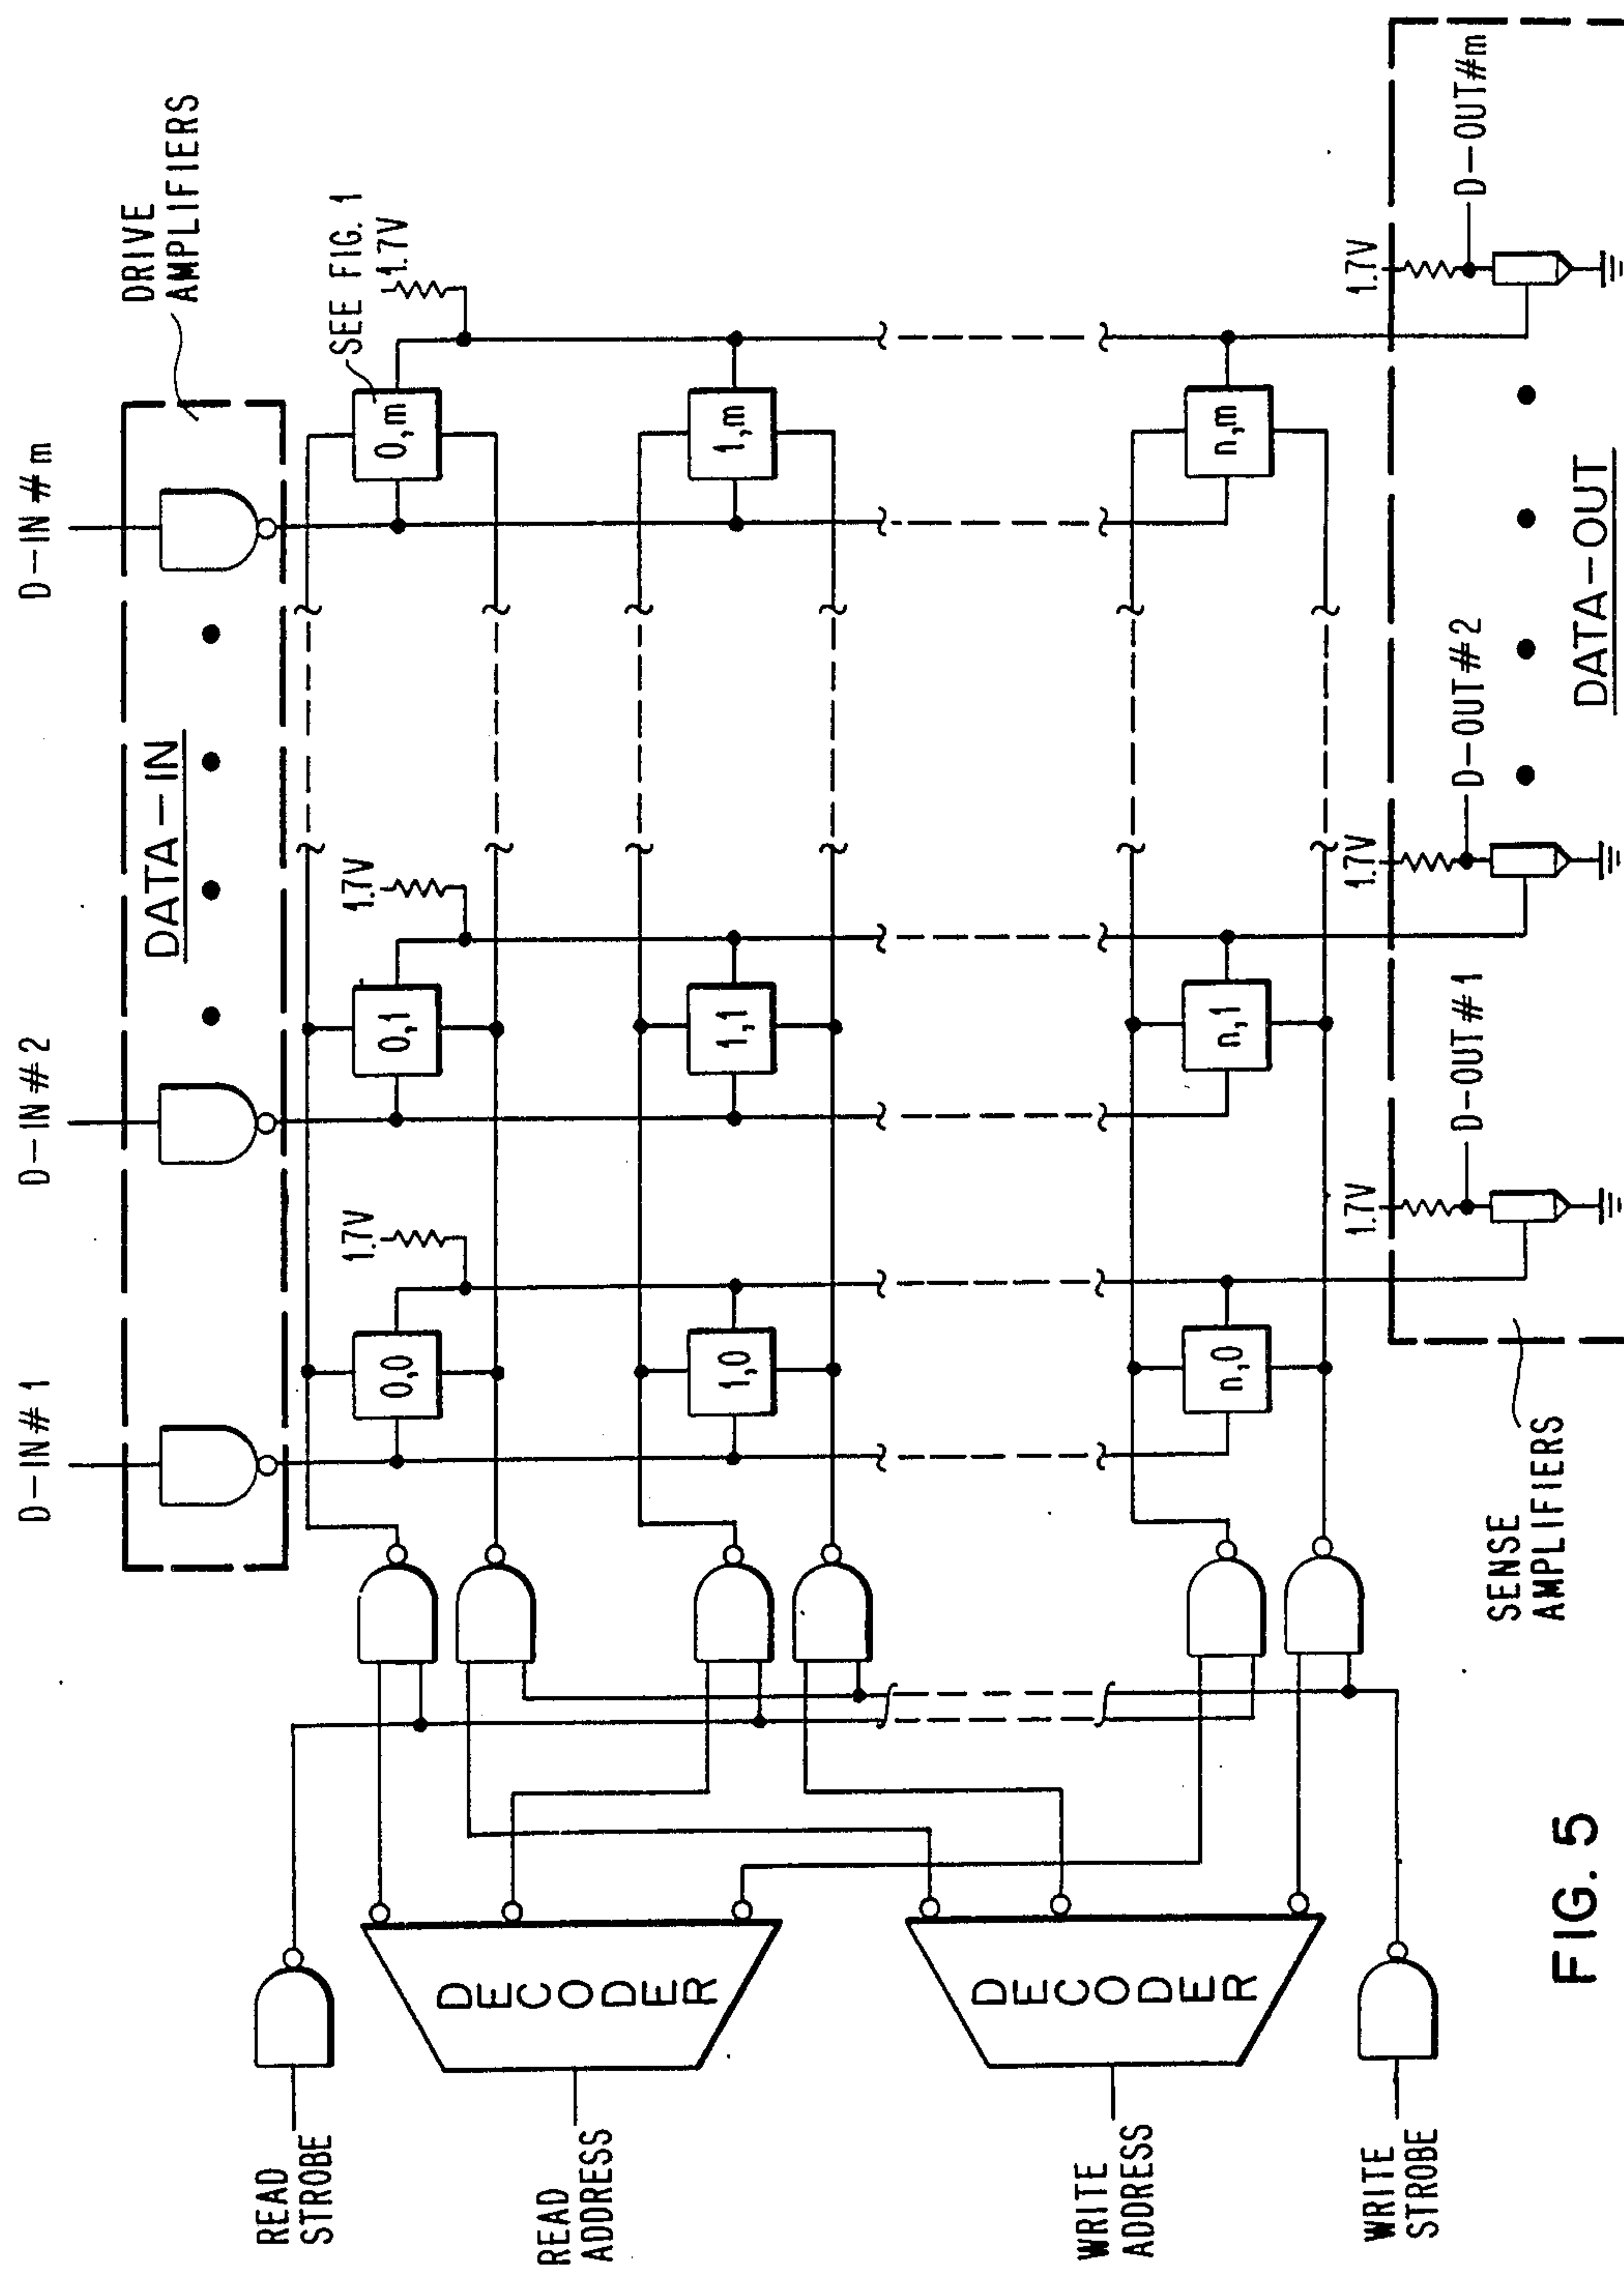 D-IN#1
D-IN#2
D-IN#m
DRIVE
AMPLIFIERS
DATA-IN
SEE FIG. 1
1.7V
1.7V
1.7V
0,0
0,1
0,m
1,0
1,1
1,m
n,0
n,1
n,m
READ
STROBE
READ
ADDRESS
DECODER
WRITE
ADDRESS
DECODER
WRITE
STROBE
SENSE
AMPLIFIERS
1.7V
D-OUT#1
1.7V
D-OUT#2
1.7V
D-OUT#m
DATA-OUT
FIG. 5